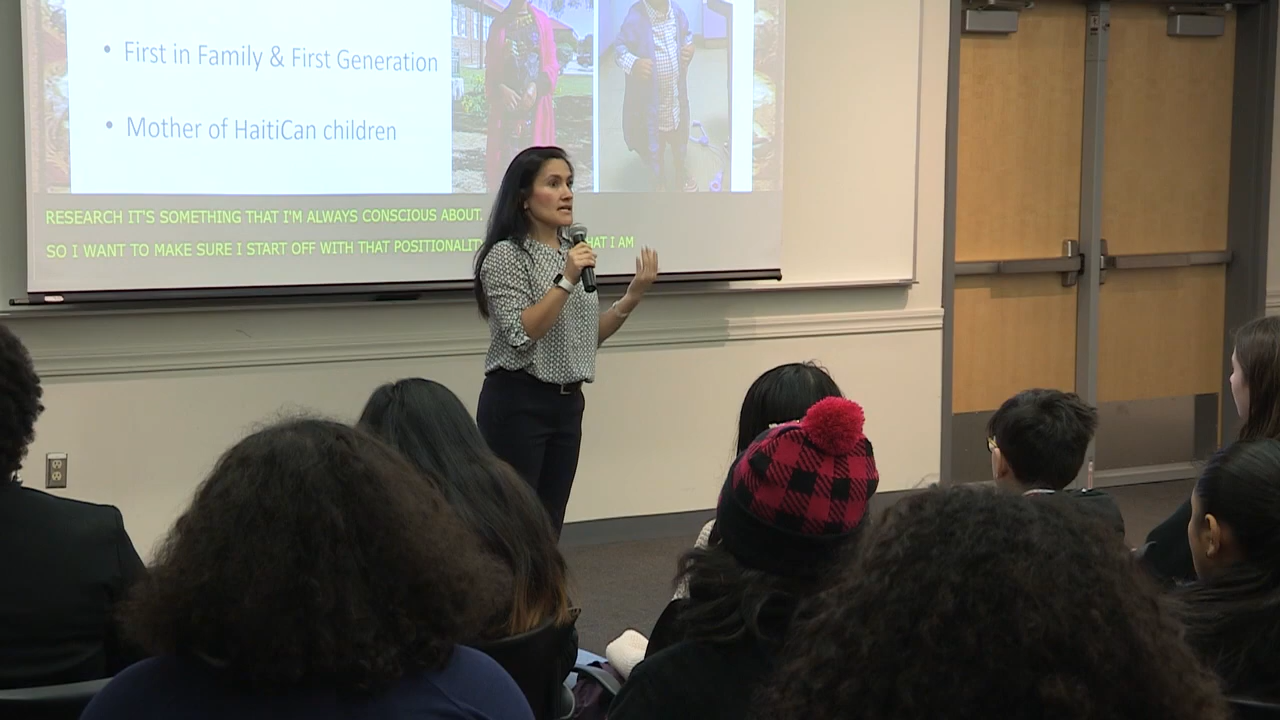 • First in Family & First Generation
• Mother of HaitiCan children
RESEARCH IT'S SOMETHING THAT I'M ALWAYS CONSCIOUS ABOUT.
SO I WANT TO MAKE SURE I START OFF WITH THAT POSITIONALIT HAT I AM